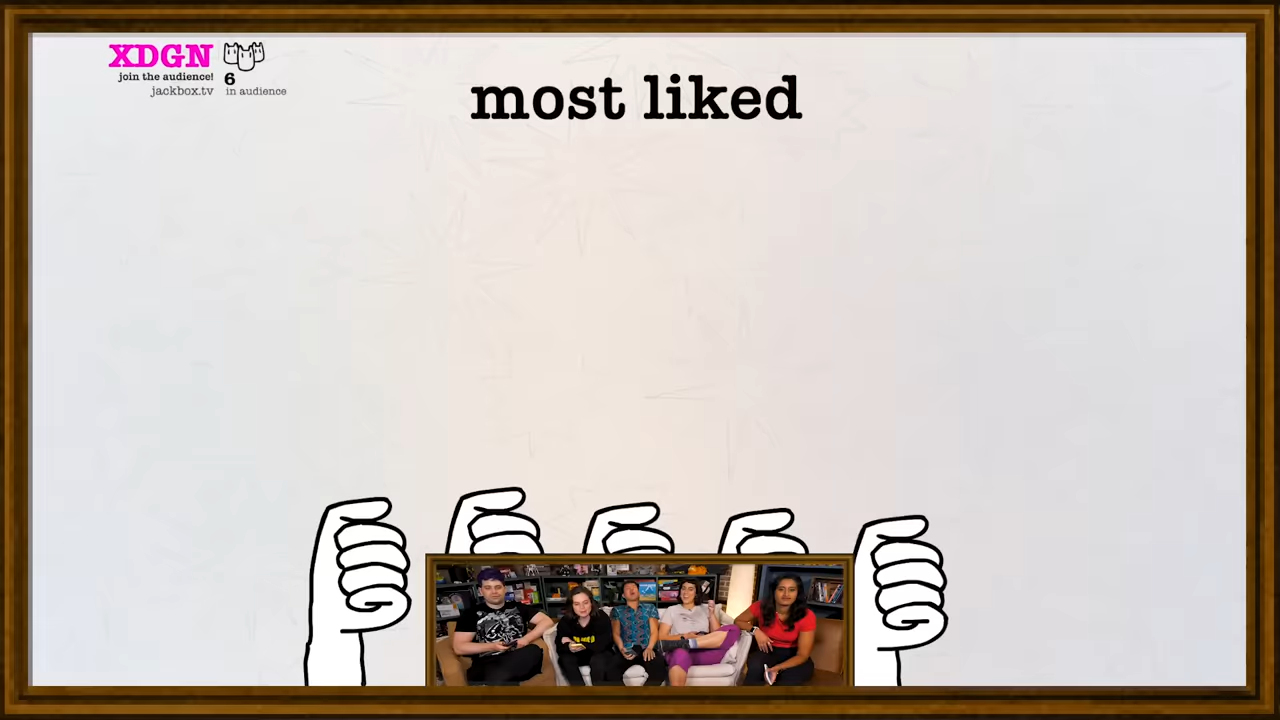 XDGN
join the audience!
jackbox.tv
6
in audience
most liked